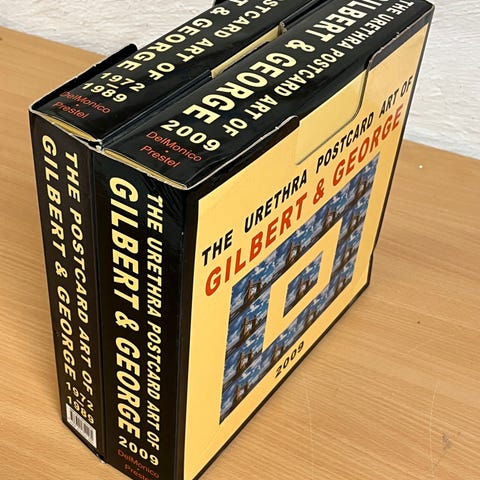 THE POSTCARD ART OF
GILBERT & GEORGE
1972
1989
DelMonico
•
Prestel
THE URETHRA POSTCARD ART OF
GILBERT & GEORGE
2009
DelMonico
•
Prestel
THE POSTCARD ART OF
GILBERT & GEORGE
1972
1989
DelMonico
THE URETHRA POSTCARD ART OF
GILBERT & GEORGE
2009
DelMonico
•
Prestel
THE URETHRA POSTCARD ART OF
GILBERT & GEORGE
2009